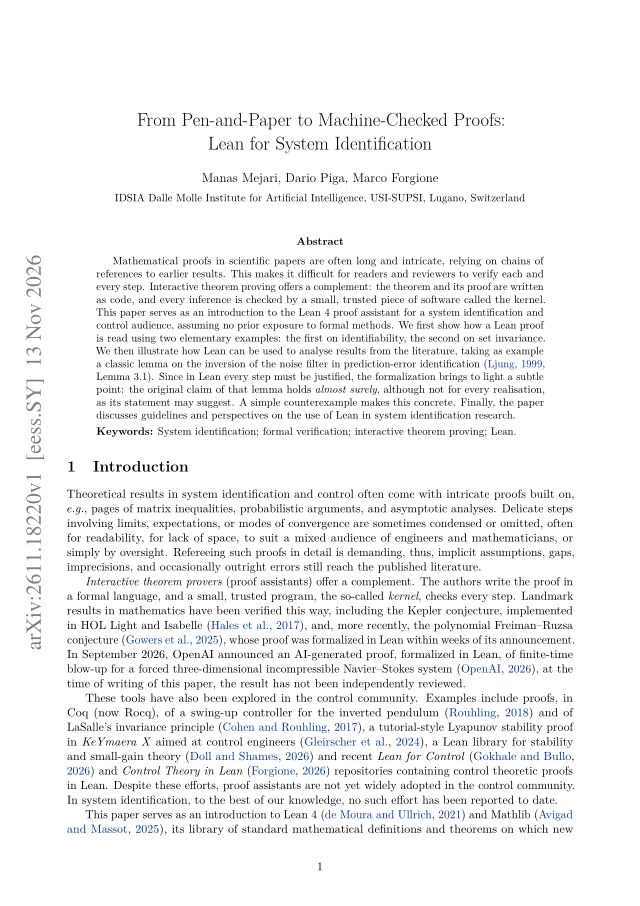 From Pen-and-Paper to Machine-Checked Proofs:
Lean for System Identification
Manas Mejari, Dario Piga, Marco Forgione
IDSIA Dalle Molle Institute for Artificial Intelligence, USI-SUPSI, Lugano, Switzerland
Abstract
Mathematical proofs in scientific papers are often long and intricate, relying on chains of
references to earlier results. This makes it difficult for readers and reviewers to verify each and
every step. Interactive theorem proving offers a complement: the theorem and its proof are written
as code, and every inference is checked by a small, trusted piece of software called the kernel.
This paper serves as an introduction to the Lean 4 proof assistant for a system identification and
control audience, assuming no prior exposure to formal methods. We first show how a Lean proof
is read using two elementary examples: the first on identifiability, the second on set invariance.
We then illustrate how Lean can be used to analyse results from the literature, taking as example
a classic lemma on the inversion of the noise filter in prediction-error identification (Ljung, 1999,
Lemma 3.1). Since in Lean every step must be justified, the formalization brings to light a subtle
point: the original claim of that lemma holds almost surely, although not for every realisation,
as its statement may suggest. A simple counterexample makes this concrete. Finally, the paper
discusses guidelines and perspectives on the use of Lean in system identification research.
Keywords: System identification; formal verification; interactive theorem proving; Lean.
1 Introduction
Theoretical results in system identification and control often come with intricate proofs built on,
e.g., pages of matrix inequalities, probabilistic arguments, and asymptotic analyses. Delicate steps
involving limits, expectations, or modes of convergence are sometimes condensed or omitted, often
for readability, for lack of space, to suit a mixed audience of engineers and mathematicians, or
simply by oversight. Refereeing such proofs in detail is demanding, thus, implicit assumptions, gaps,
imprecisions, and occasionally outright errors still reach the published literature.
Interactive theorem provers (proof assistants) offer a complement. The authors write the proof in
a formal language, and a small, trusted program, the so-called kernel, checks every step. Landmark
results in mathematics have been verified this way, including the Kepler conjecture, implemented
in HOL Light and Isabelle (Hales et al., 2017), and, more recently, the polynomial Freiman–Ruzsa
conjecture (Gowers et al., 2025), whose proof was formalized in Lean within weeks of its announcement.
In September 2026, OpenAI announced an AI-generated proof, formalized in Lean, of finite-time
blow-up for a forced three-dimensional incompressible Navier–Stokes system (OpenAI, 2026), at the
time of writing of this paper, the result has not been independently reviewed.
These tools have also been explored in the control community. Examples include proofs, in
Coq (now Rocq), of a swing-up controller for the inverted pendulum (Rouhling, 2018) and of
LaSalle's invariance principle (Cohen and Rouhling, 2017), a tutorial-style Lyapunov stability proof
in KeYmaera X aimed at control engineers (Gleirscher et al., 2024), a Lean library for stability
and small-gain theory (Doll and Shames, 2026) and recent Lean for Control (Gokhale and Bullo,
2026) and Control Theory in Lean (Forgione, 2026) repositories containing control theoretic proofs
in Lean. Despite these efforts, proof assistants are not yet widely adopted in the control community.
In system identification, to the best of our knowledge, no such effort has been reported to date.
This paper serves as an introduction to Lean 4 (de Moura and Ullrich, 2021) and Mathlib (Avigad
and Massot, 2025), its library of standard mathematical definitions and theorems on which new
1
arXiv:2611.18220v1 [eess.SY] 13 Nov 2026